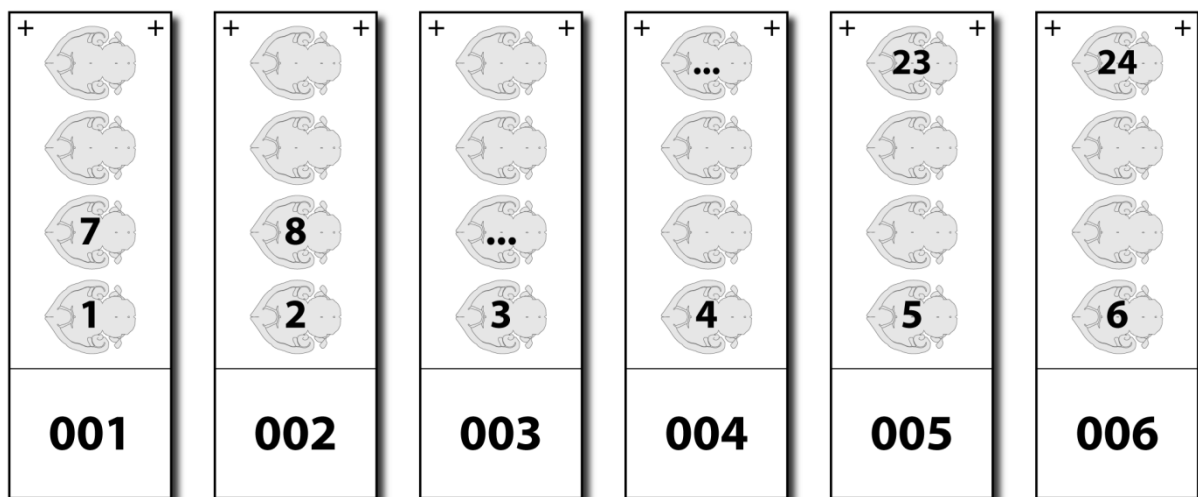 + + + + + + + + + + + +
... 23 24
7 8 ...
1 2 3 4 5 6
001 002 003 004 005 006